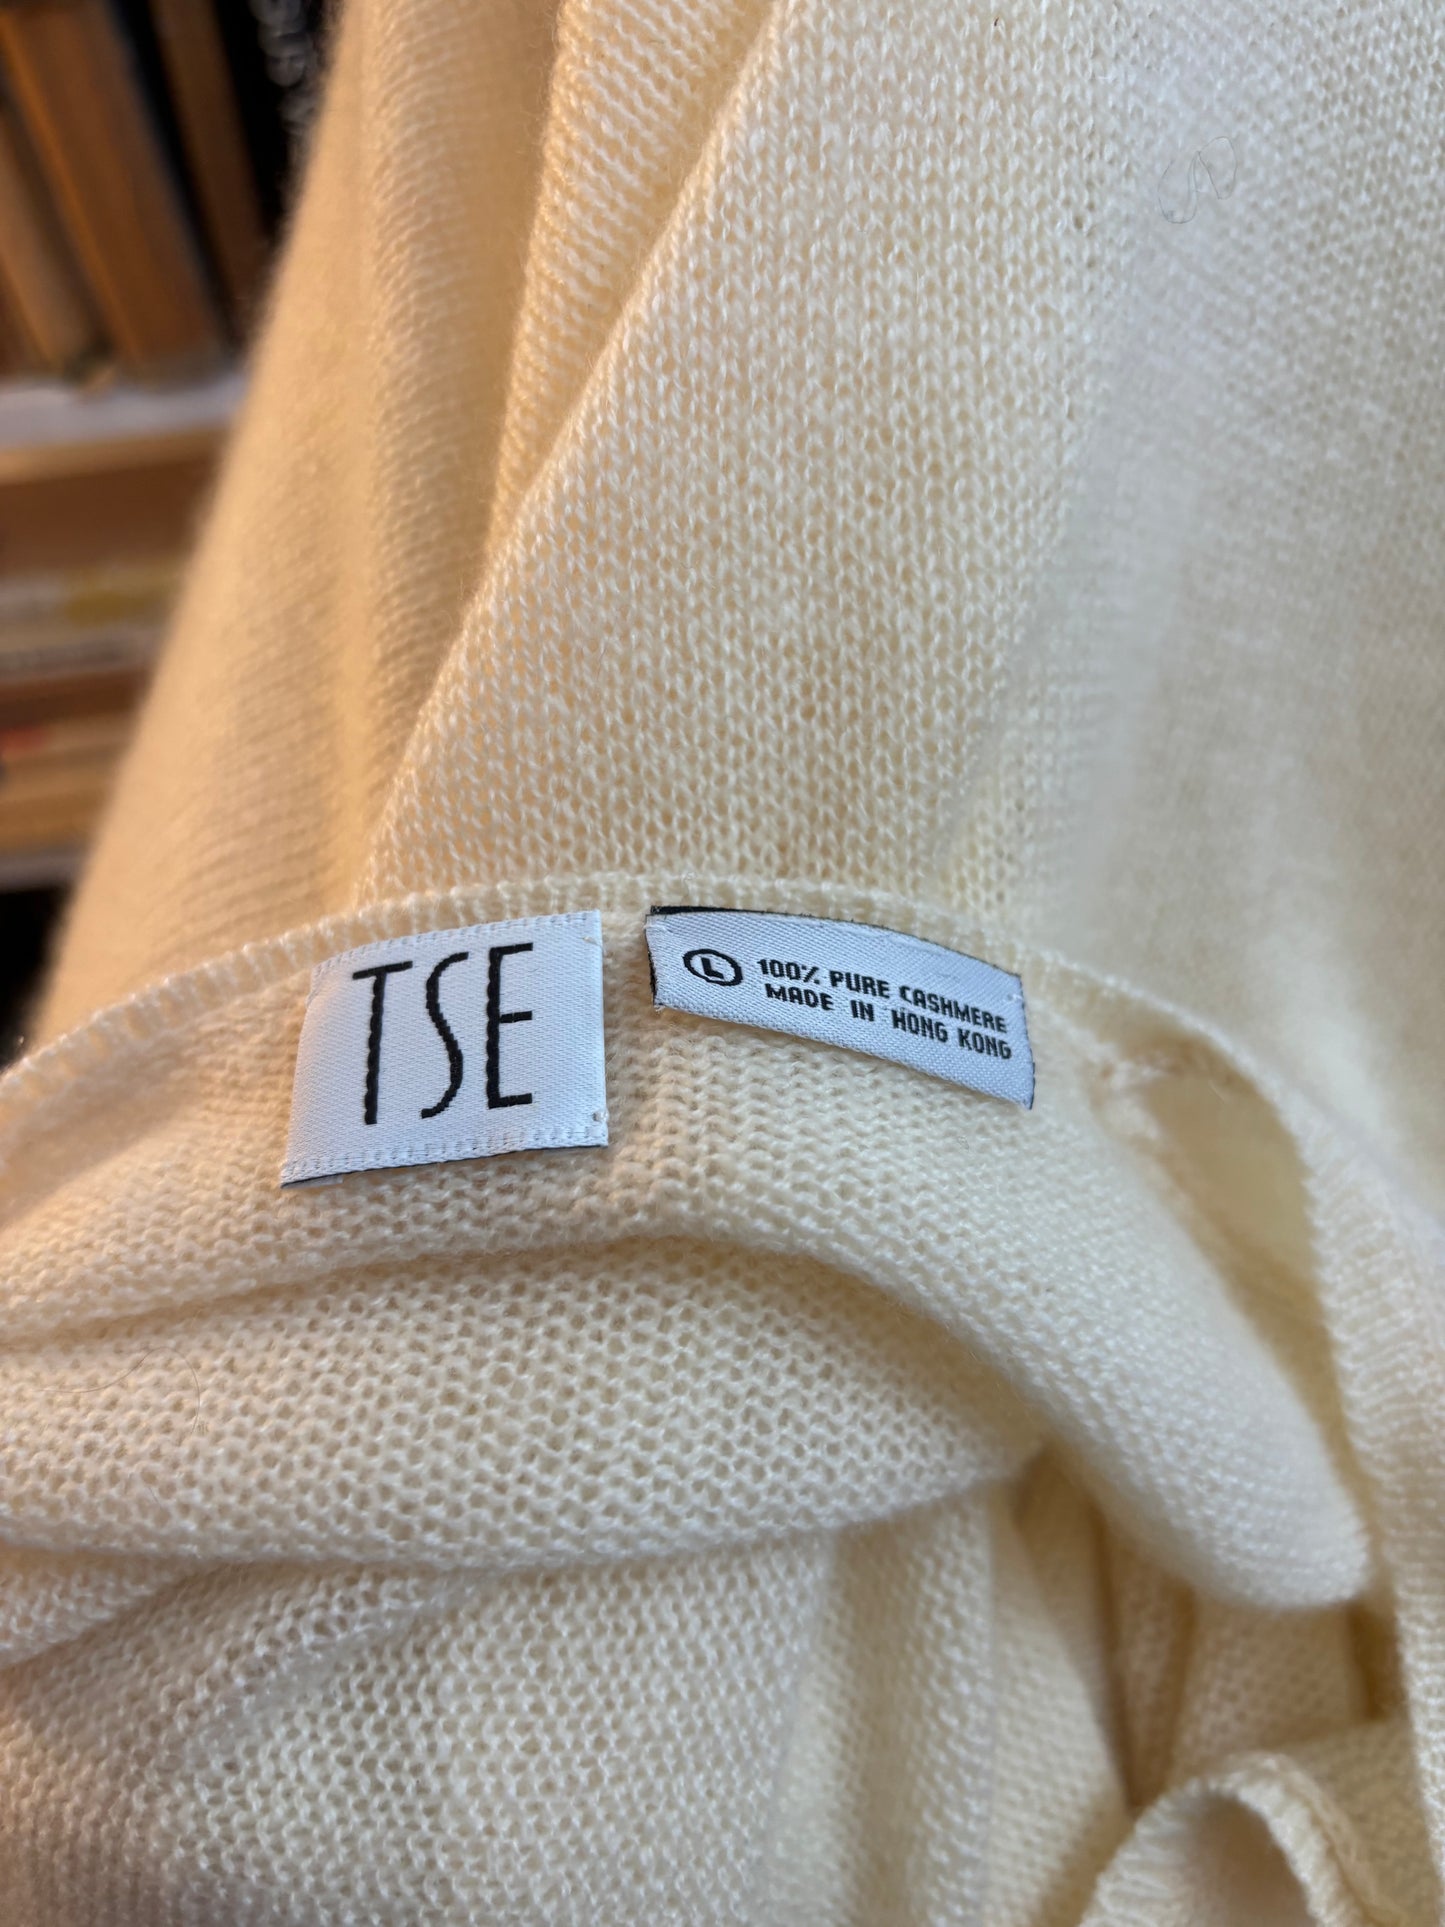 TSE
L 100% PURE CASHMERE
MADE IN HONG KONG